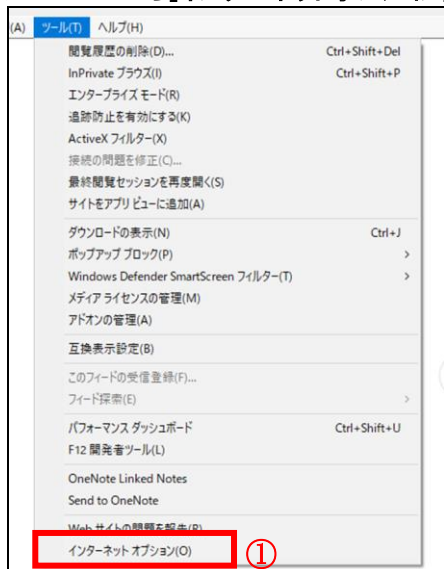 (A) ツール(T) ヘルプ(H)
閲覧履歴の削除(D)... Ctrl+Shift+Del
InPrivate ブラウズ(I) Ctrl+Shift+P
エンタープライズ モード(R)
追跡防止を有効にする(K)
ActiveX フィルター(X)
接続の問題を修正(C)...
最終閲覧セッションを再度開く(S)
サイトをアプリ ビューに追加(A)
ダウンロードの表示(N) Ctrl+J
ポップアップ ブロック(P) >
Windows Defender SmartScreen フィルター(T) >
メディア ライセンスの管理(M)
アドオンの管理(A)
互換表示設定(B)
このフィードの受信登録(F)...
フィード探索(E) >
パフォーマンス ダッシュボード Ctrl+Shift+U
F12 開発者ツール(L)
OneNote Linked Notes
Send to OneNote
Web サイトの問題を報告(P)
インターネット オプション(O) ①